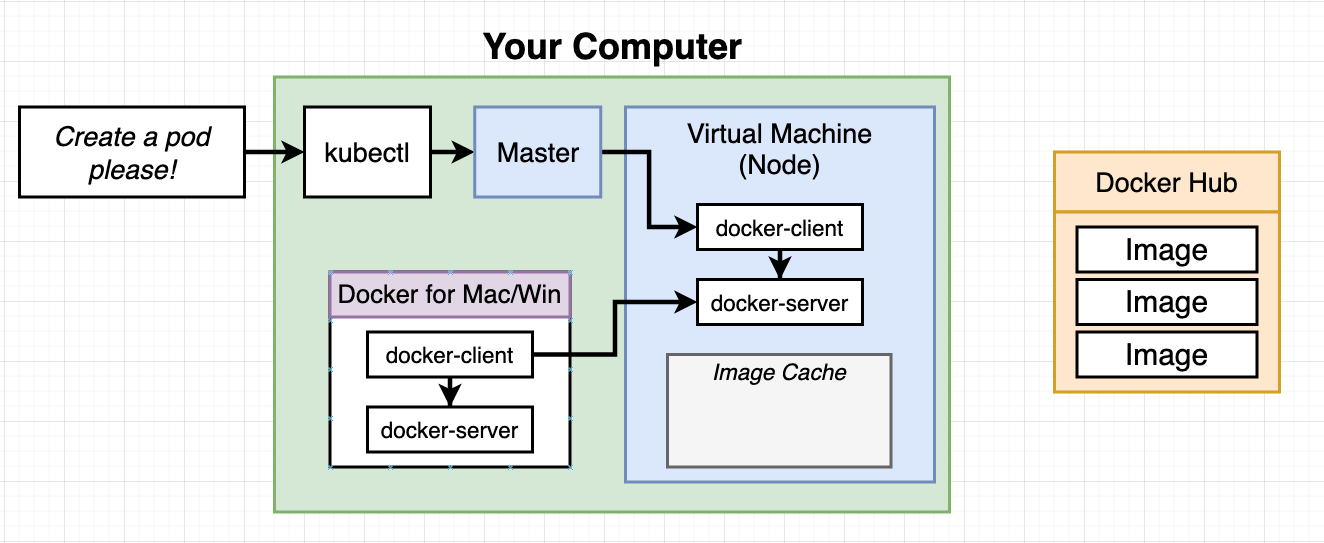 Your Computer
Create a pod
please!
kubectl
Master
Virtual Machine
(Node)
docker-client
docker-server
Image Cache
Docker for Mac/Win
docker-client
docker-server
Docker Hub
Image
Image
Image